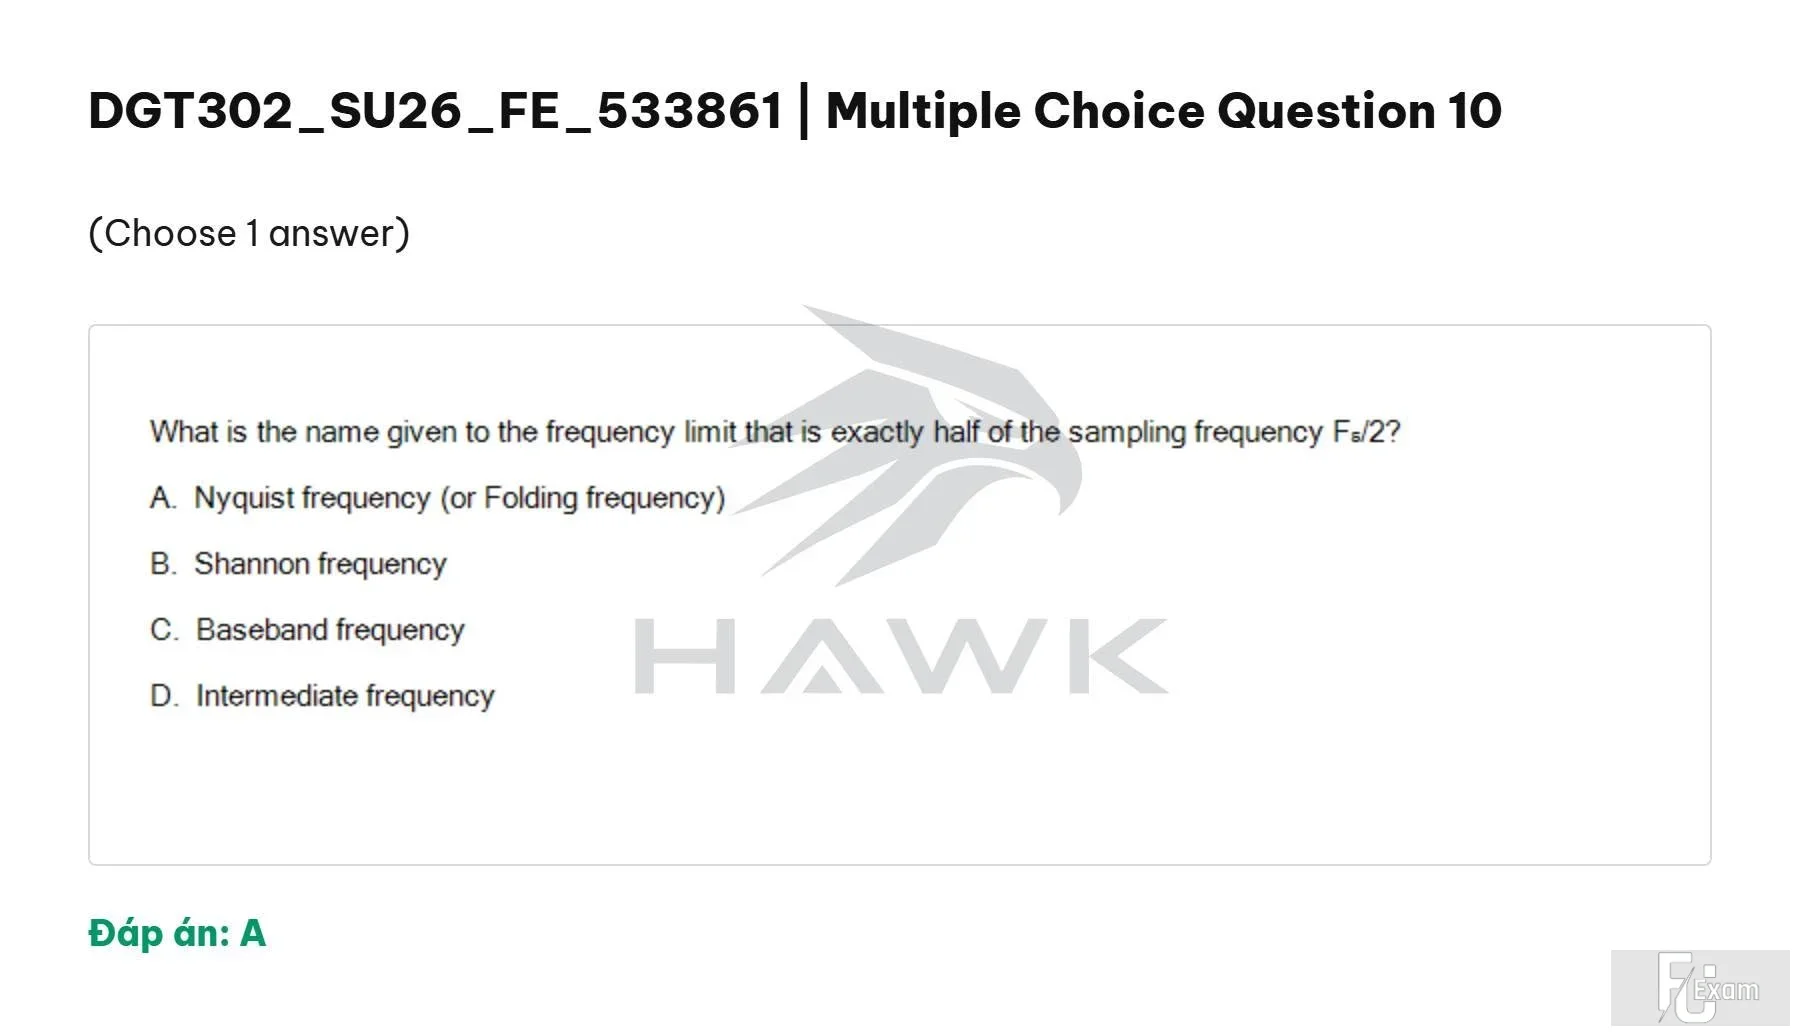 DGT302_SU26_FE_533861 | Multiple Choice Question 10
(Choose 1 answer)
What is the name given to the frequency limit that is exactly half of the sampling frequency Fₛ/2?
A. Nyquist frequency (or Folding frequency)
B. Shannon frequency
C. Baseband frequency
D. Intermediate frequency
HAWK
Đáp án: A
FU Exam